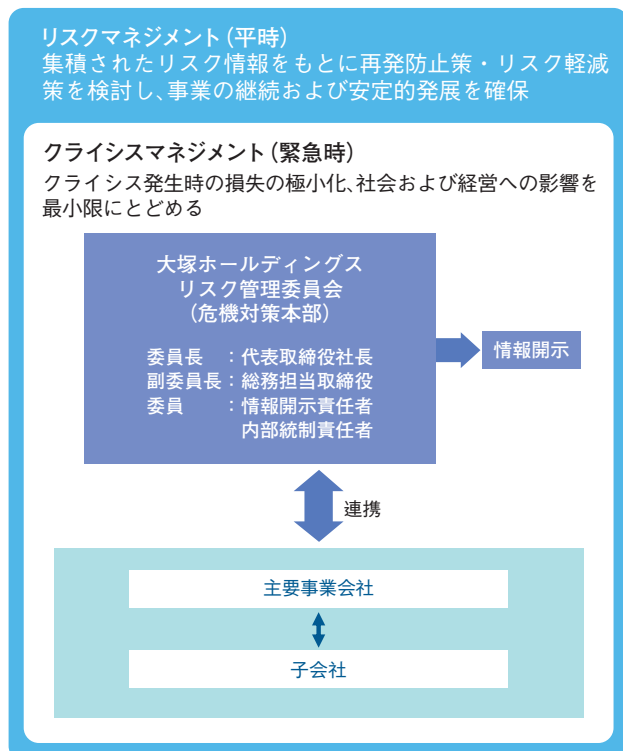 リスクマネジメント(平時)
集積されたリスク情報をもとに再発防止策・リスク軽減
策を検討し、事業の継続および安定的発展を確保
クライシスマネジメント(緊急時)
クライシス発生時の損失の極小化、社会および経営への影響を
最小限にとどめる
大塚ホールディングス
リスク管理委員会
(危機対策本部)
委員長　:代表取締役社長
副委員長:総務担当取締役
委員　　:情報開示責任者
内部統制責任者
情報開示
連携
主要事業会社
子会社